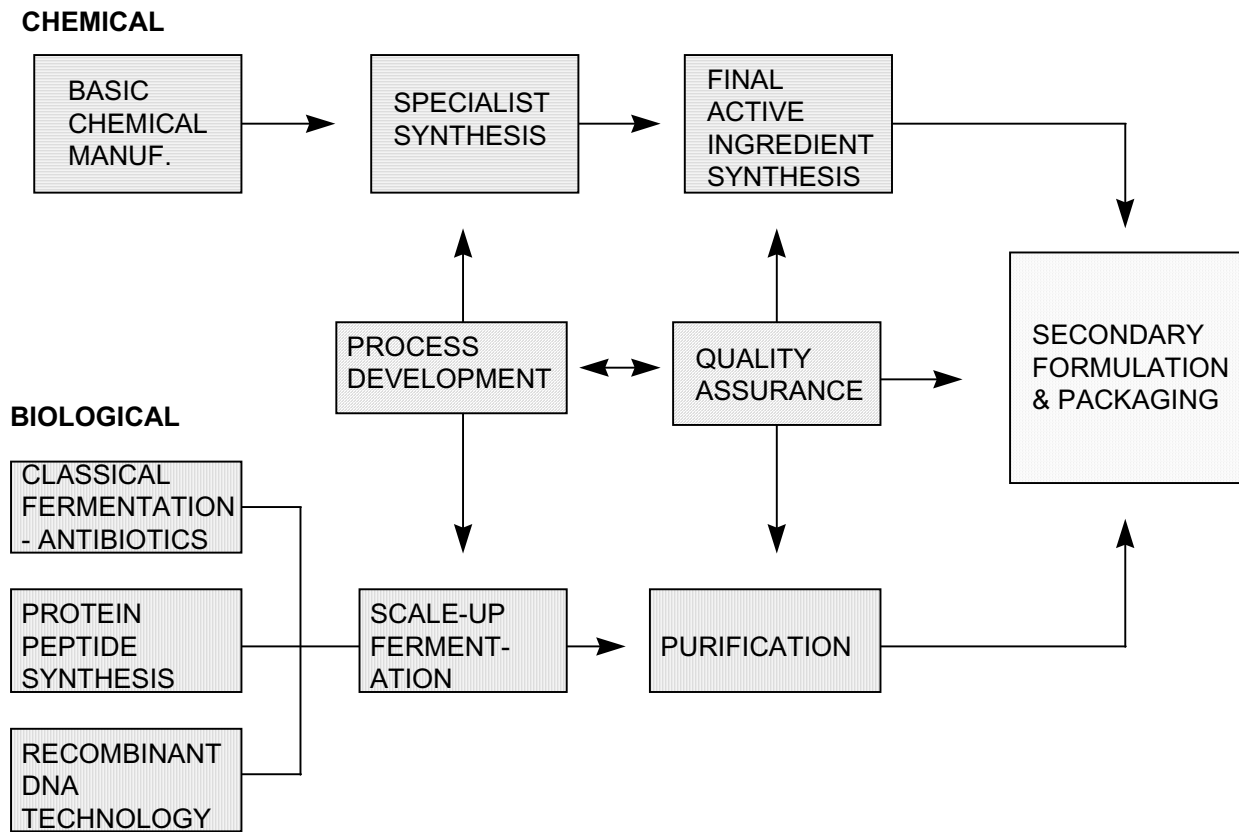 CHEMICAL
BASIC
CHEMICAL
MANUF.
SPECIALIST
SYNTHESIS
FINAL
ACTIVE
INGREDIENT
SYNTHESIS
PROCESS
DEVELOPMENT
QUALITY
ASSURANCE
SECONDARY
FORMULATION
& PACKAGING
BIOLOGICAL
CLASSICAL
FERMENTATION
- ANTIBIOTICS
PROTEIN
PEPTIDE
SYNTHESIS
RECOMBINANT
DNA
TECHNOLOGY
SCALE-UP
FERMENT-
ATION
PURIFICATION